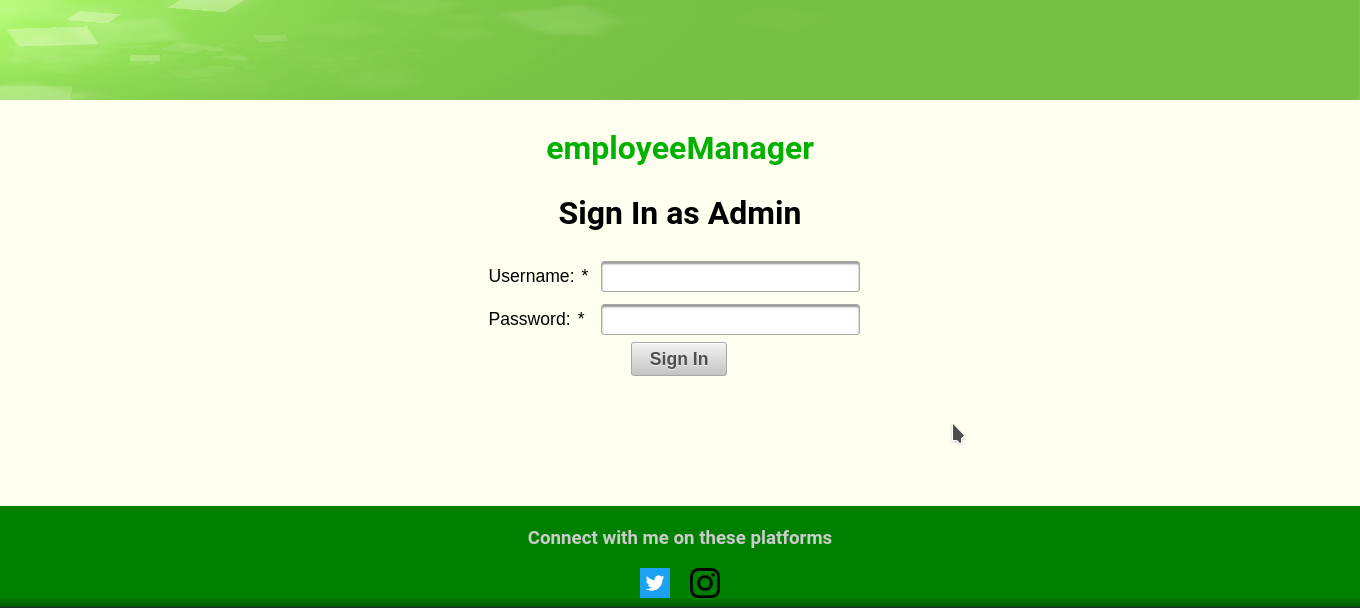 employeeManager
Sign In as Admin
Username: *
Password: *
Sign In
Connect with me on these platforms